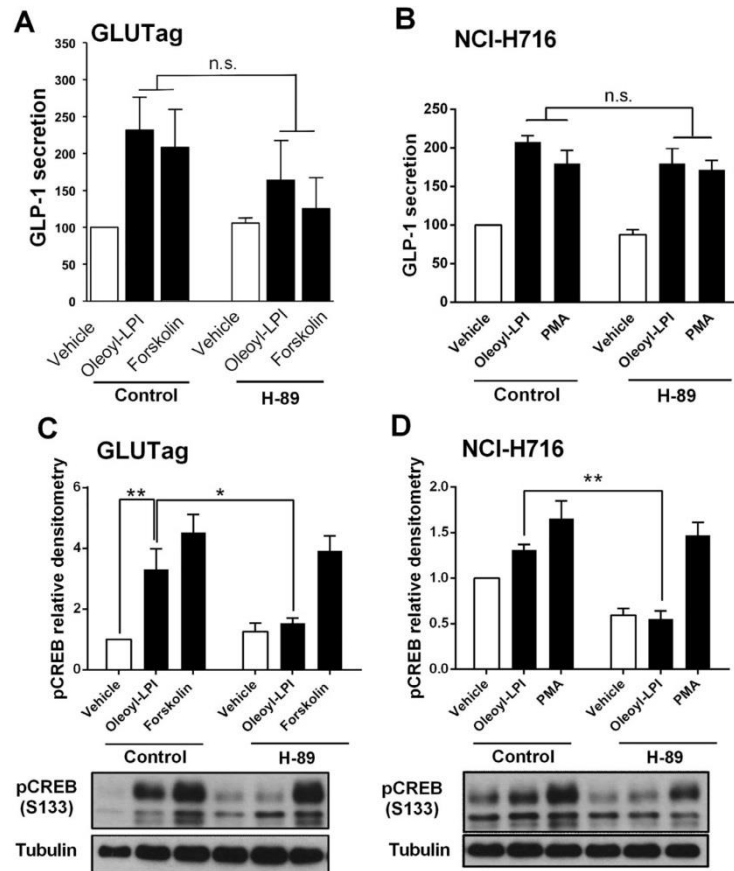 A GLUTag
GLP-1 secretion
350
300
250
200
150
100
50
0
n.s.
Vehicle
Oleoyl-LPI
Forskolin
Vehicle
Oleoyl-LPI
Forskolin
Control
H-89
B NCI-H716
GLP-1 secretion
250
200
150
100
50
0
n.s.
Vehicle
Oleoyl-LPI
PMA
Vehicle
Oleoyl-LPI
PMA
Control
H-89
C GLUTag
pCREB relative densitometry
6
4
2
0
**
*
Vehicle
Oleoyl-LPI
Forskolin
Vehicle
Oleoyl-LPI
Forskolin
Control
H-89
pCREB
(S133)
Tubulin
D NCI-H716
pCREB relative densitometry
2.0
1.5
1.0
0.5
0.0
**
Vehicle
Oleoyl-LPI
PMA
Vehicle
Oleoyl-LPI
PMA
Control
H-89
pCREB
(S133)
Tubulin